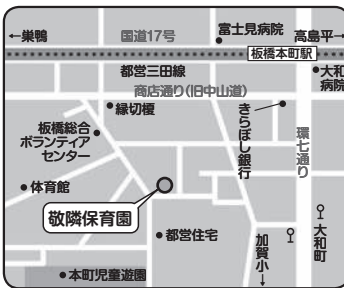 ←巣鴨
国道17号
富士見病院
高島平→
板橋本町駅
都営三田線
大和
病院
商店通り(旧中山道)
縁切榎
きらぼし銀行
環七通り
板橋総合
ボランティア
センター
体育館
敬隣保育園
都営住宅
加賀小↓
大和町
本町児童遊園